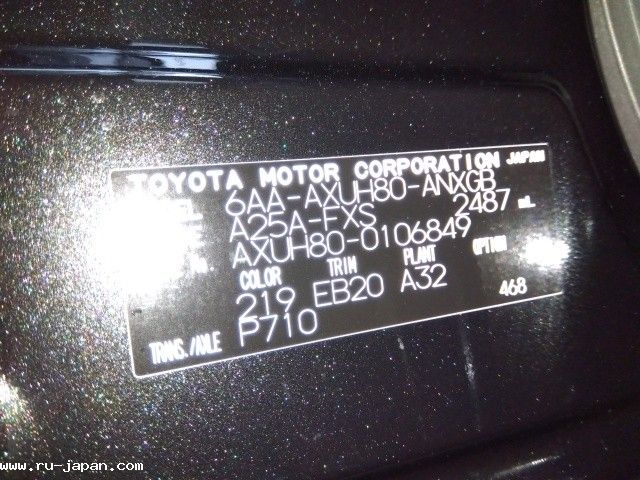 TOYOTA MOTOR CORPORATION JAPAN
6AA-AXUH80-ANXGB
A25A-FXS 2487 mL
No. AXUH80-0106849
COLOR TRIM PLANT OPTION
219 EB20 A32
468
TRANS./AXLE P710
www.ru-japan.com